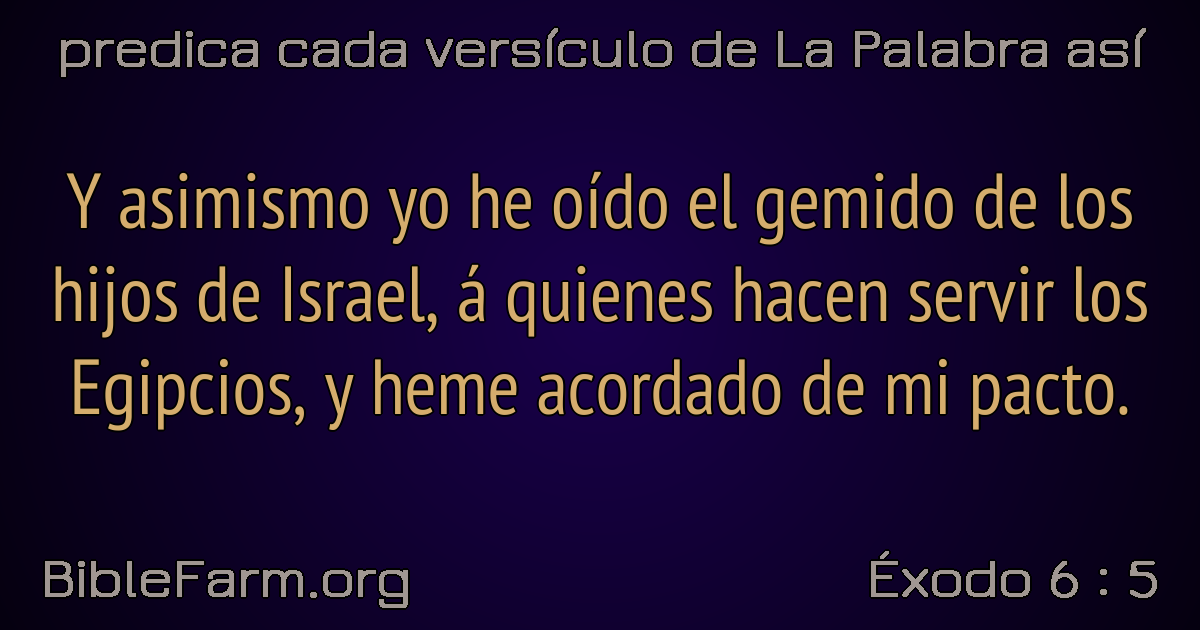 predica cada versículo de La Palabra así
Y asimismo yo he oído el gemido de los
hijos de Israel, á quienes hacen servir los
Egipcios, y heme acordado de mi pacto.
BibleFarm.org
Éxodo 6 : 5